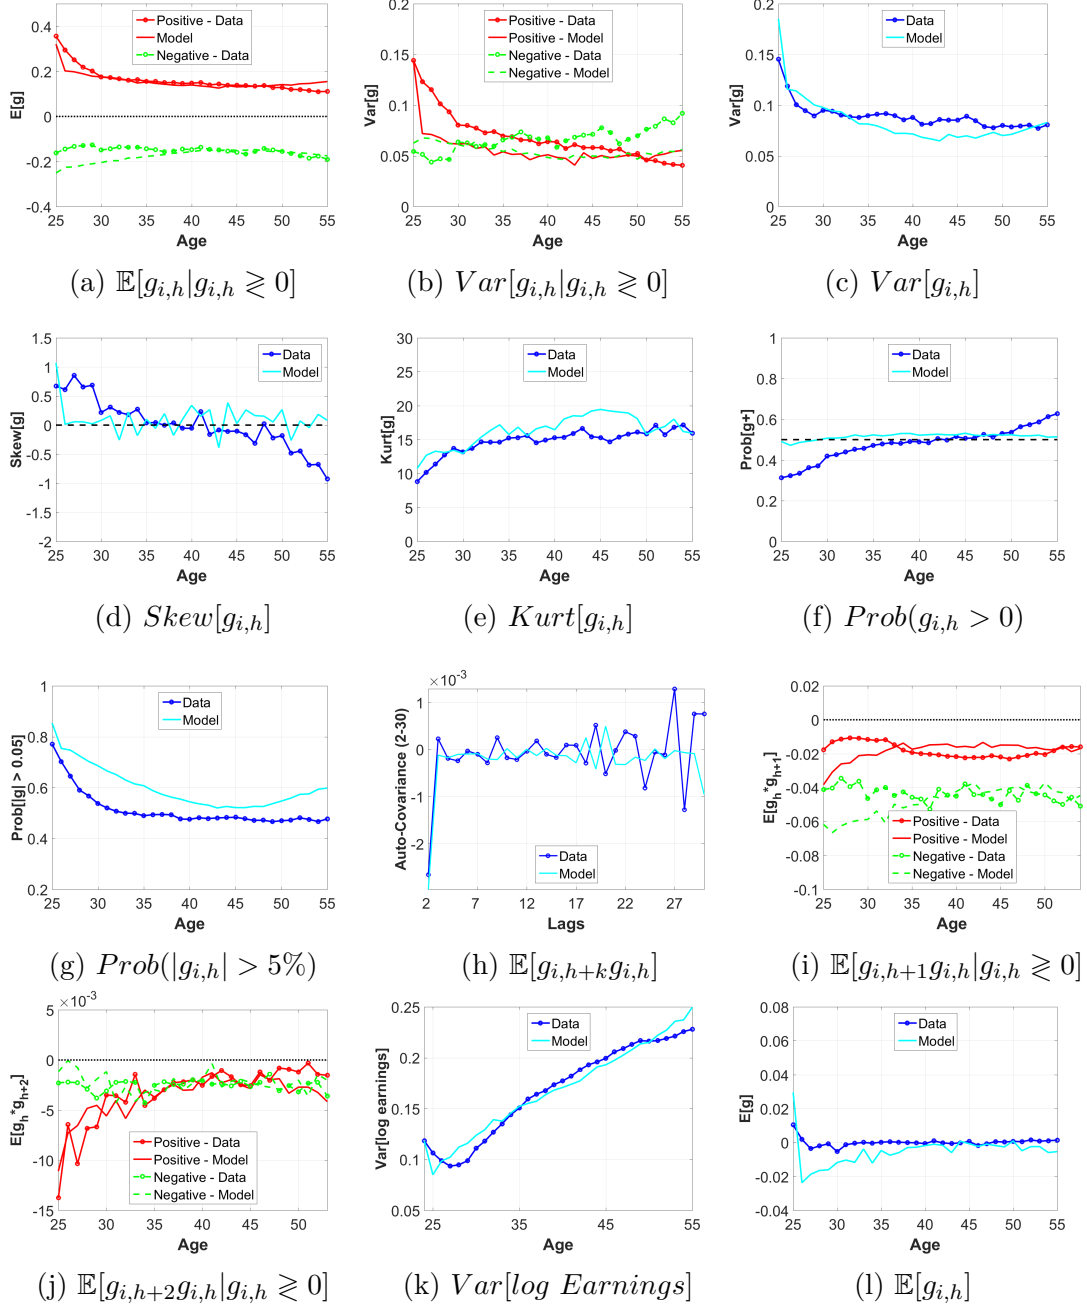 0.4
0.2
0
-0.2
-0.4
E[g]
Positive - Data
Model
Negative - Data
25 30 35 40 45 50 55
Age
(a) 𝔼[g_{i,h}|g_{i,h} ≷ 0]
0.2
0.15
0.1
0.05
0
Var[g]
Positive - Data
Positive - Model
Negative - Data
Negative - Model
25 30 35 40 45 50 55
Age
(b) Var[g_{i,h}|g_{i,h} ≷ 0]
0.2
0.15
0.1
0.05
0
Var[g]
Data
Model
25 30 35 40 45 50 55
Age
(c) Var[g_{i,h}]
1.5
1
0.5
0
-0.5
-1
-1.5
-2
Skew[g]
Data
Model
25 30 35 40 45 50 55
Age
(d) Skew[g_{i,h}]
30
25
20
15
10
5
0
Kurt[g]
Data
Model
25 30 35 40 45 50 55
Age
(e) Kurt[g_{i,h}]
1
0.8
0.6
0.4
0.2
0
Prob[g+]
Data
Model
25 30 35 40 45 50 55
Age
(f) Prob(g_{i,h} > 0)
1
0.8
0.6
0.4
0.2
Prob[|g| > 0.05]
Data
Model
25 30 35 40 45 50 55
Age
(g) Prob(|g_{i,h}| > 5%)
×10⁻³
1
0
-1
-2
Auto-Covariance (2-30)
Data
Model
2 7 12 17 22 27
Lags
(h) 𝔼[g_{i,h+k}g_{i,h}]
0.02
0
-0.02
-0.04
-0.06
-0.08
-0.1
E[g_h*g_{h+1}]
Positive - Data
Positive - Model
Negative - Data
Negative - Model
25 30 35 40 45 50
Age
(i) 𝔼[g_{i,h+1}g_{i,h}|g_{i,h} ≷ 0]
×10⁻³
5
0
-5
-10
-15
E[g_h*g_{h+2}]
Positive - Data
Positive - Model
Negative - Data
Negative - Model
25 30 35 40 45 50
Age
(j) 𝔼[g_{i,h+2}g_{i,h}|g_{i,h} ≷ 0]
0.25
0.2
0.15
0.1
0.05
Var[log earnings]
Data
Model
25 35 45 55
Age
(k) Var[log Earnings]
0.08
0.06
0.04
0.02
0
-0.02
-0.04
E[g]
Data
Model
25 30 35 40 45 50 55
Age
(l) 𝔼[g_{i,h}]